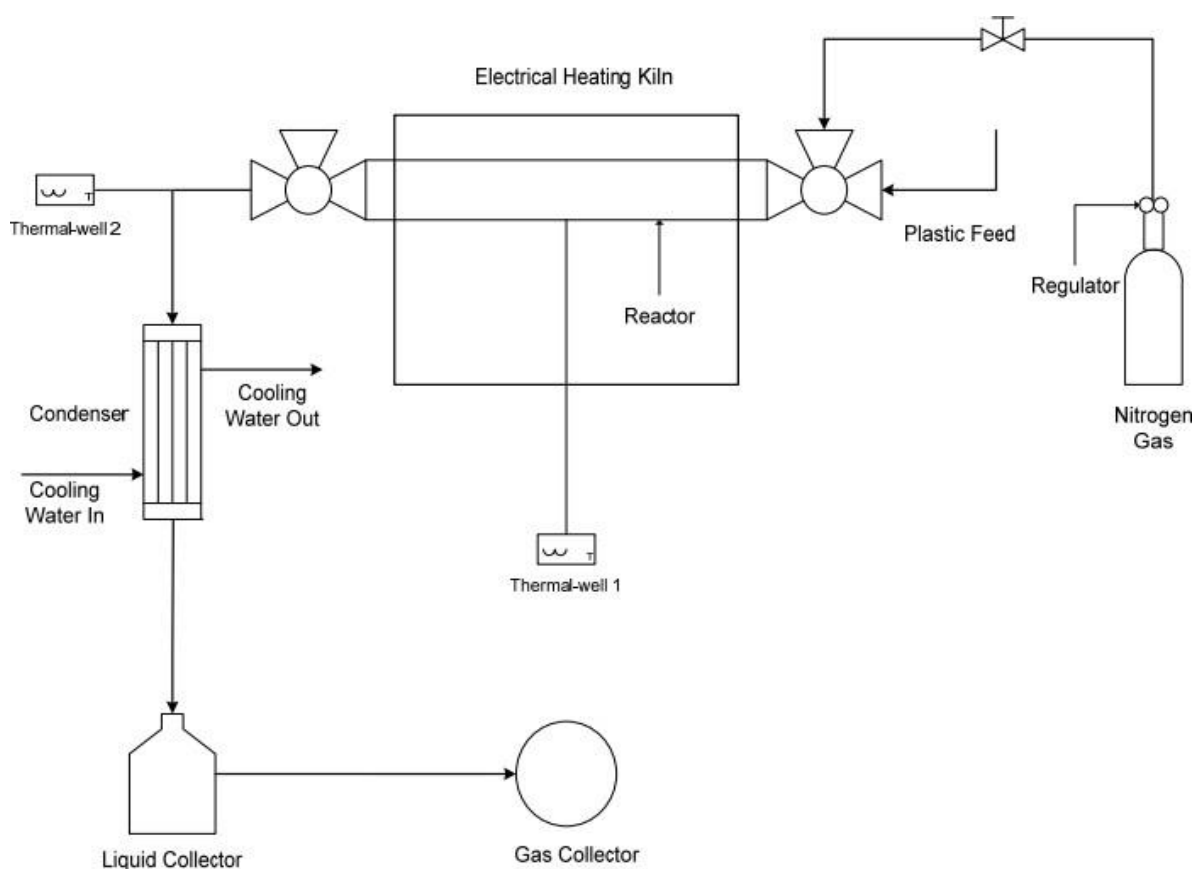 Electrical Heating Kiln
T
Thermal-well 2
Plastic Feed
Regulator
Reactor
Nitrogen
Gas
Condenser
Cooling
Water Out
Cooling
Water In
T
Thermal-well 1
Liquid Collector
Gas Collector